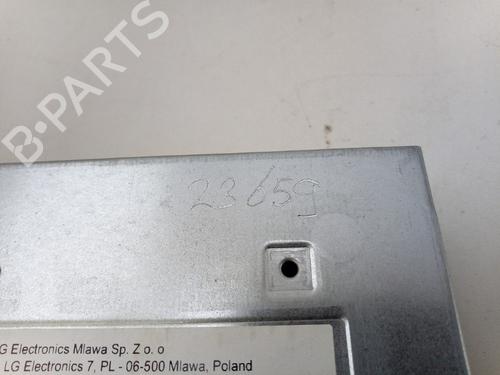 B-PARTS
23659
G Electronics Mlawa Sp. Z o. o
LG Electronics 7, PL - 06-500 Mlawa, Poland